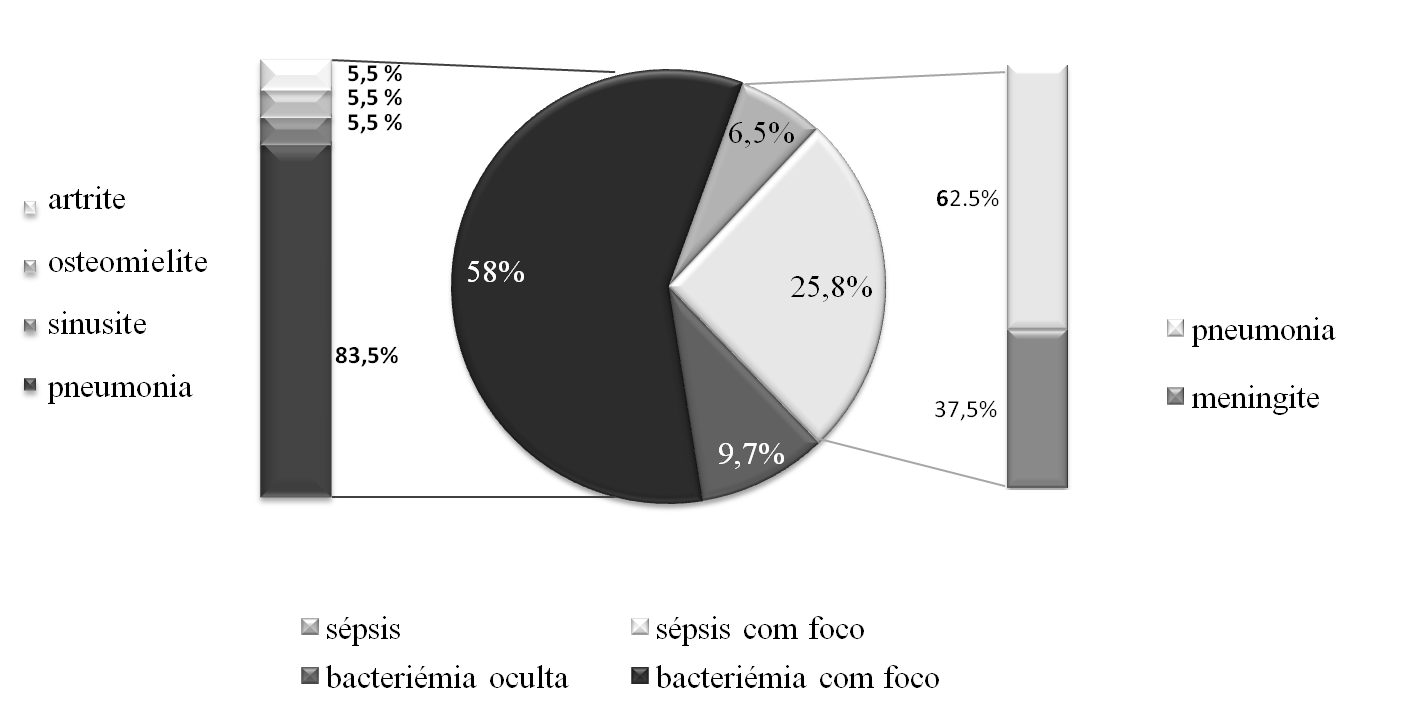 5,5 %
5,5 %
5,5 %
83,5%
artrite
osteomielite
sinusite
pneumonia
58%
6,5%
25,8%
9,7%
62.5%
37,5%
pneumonia
meningite
sépsis
sépsis com foco
bacteriémia oculta
bacteriémia com foco